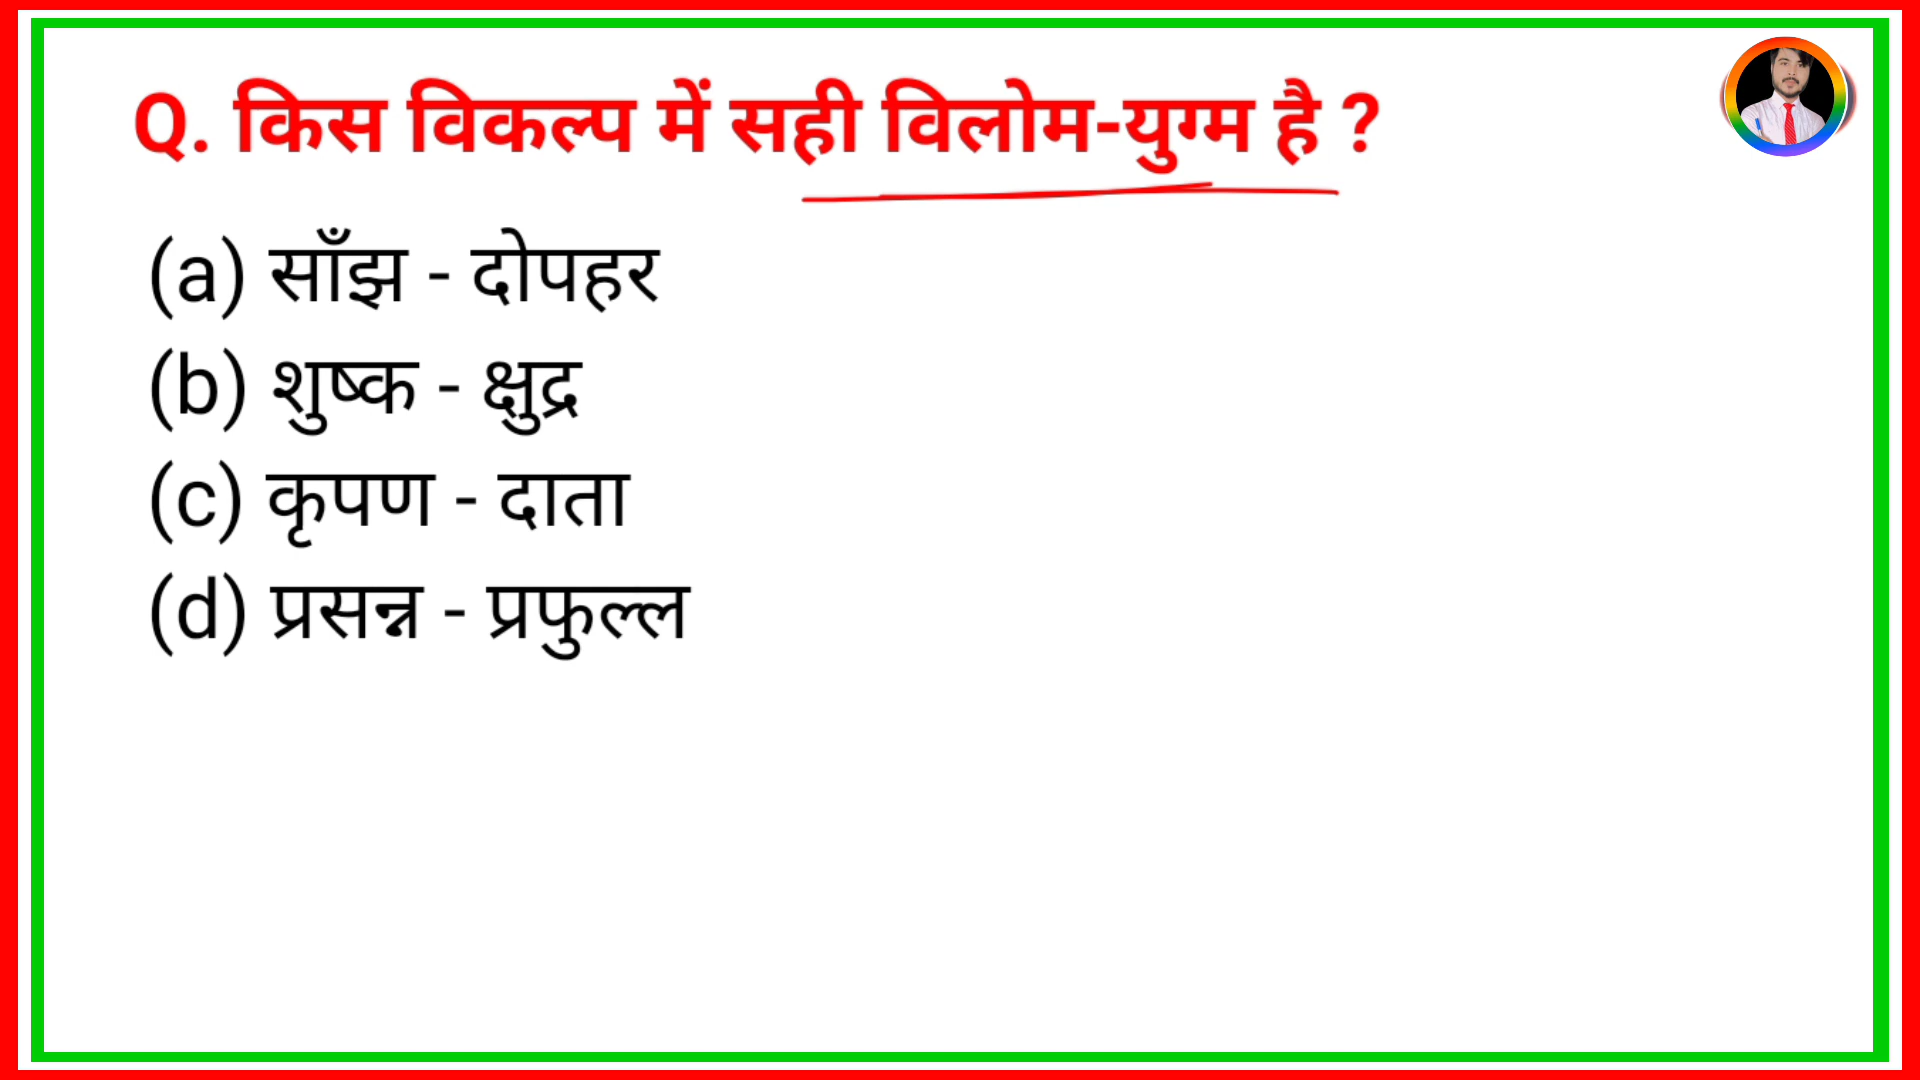 Q. किस विकल्प में सही विलोम-युग्म है ?
(a) साँझ - दोपहर
(b) शुष्क - क्षुद्र
(c) कृपण - दाता
(d) प्रसन्न - प्रफुल्ल